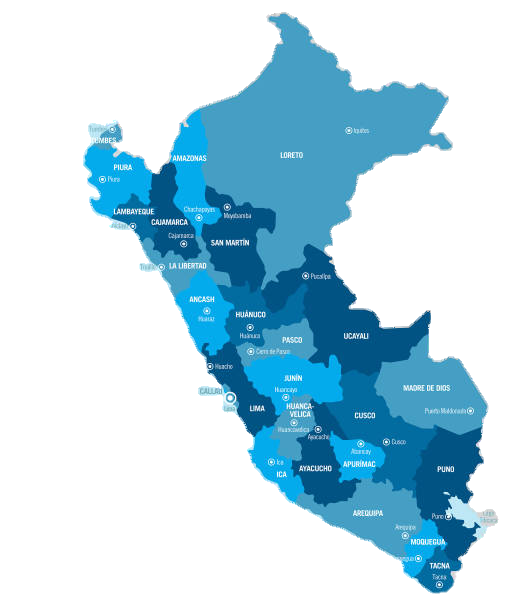 Iquitos
Tumbes
TUMBES
LORETO
AMAZONAS
PIURA
Piura
Chachapoyas
LAMBAYEQUE
Moyobamba
CAJAMARCA
Cajamarca
SAN MARTÍN
Trujillo
LA LIBERTAD
Pucallpa
ANCASH
Huaraz
HUÁNUCO
Huánuco
UCAYALI
PASCO
Cerro de Pasco
Huacho
JUNÍN
MADRE DE DIOS
CALLAO
Huancayo
Lima
LIMA
HUANCA-
VELICA
Puerto Maldonado
CUSCO
Huancavelica
Ayacucho
Cusco
Abancay
Ica
ICA
AYACUCHO
APURÍMAC
PUNO
AREQUIPA
Puno
Lago
Titicaca
Arequipa
MOQUEGUA
TACNA
Tacna